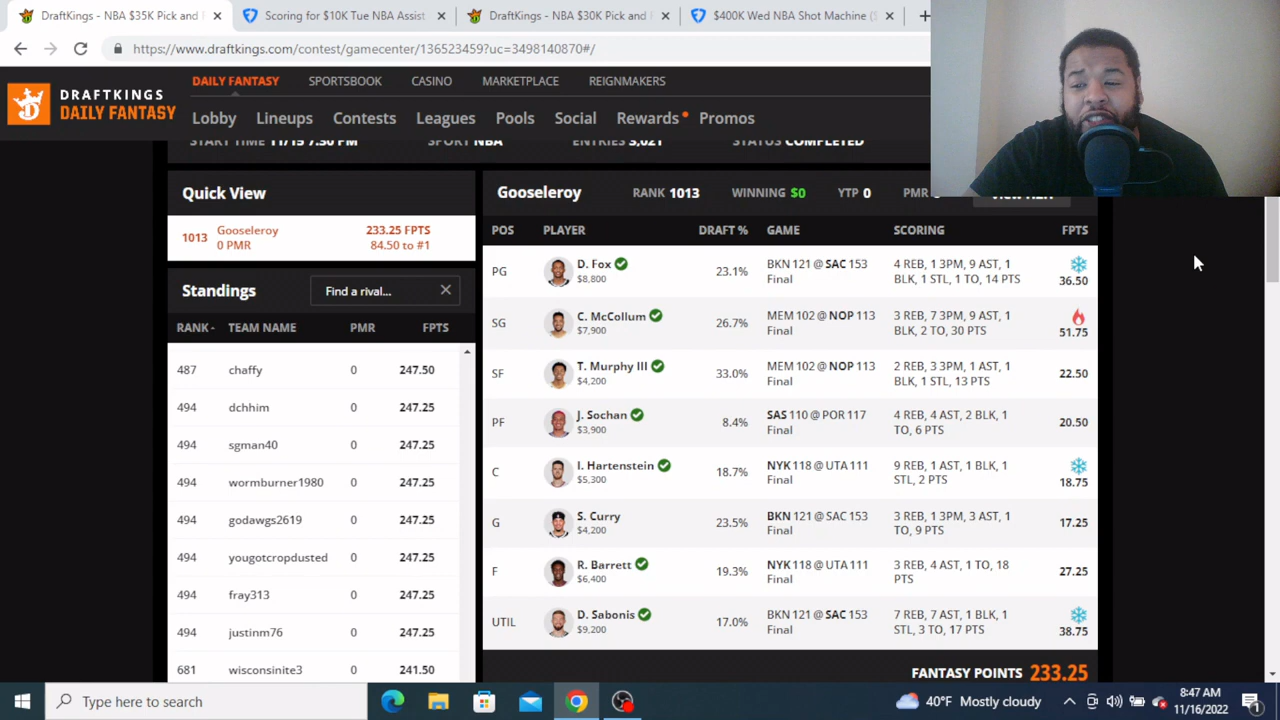 DraftKings - NBA $35K Pick and F
Scoring for $10K Tue NBA Assist
DraftKings - NBA $30K Pick and F
$400K Wed NBA Shot Machine ($
https://www.draftkings.com/contest/gamecenter/136523459?uc=3498140870#/
DRAFTKINGS
DAILY FANTASY
DAILY FANTASY SPORTSBOOK CASINO MARKETPLACE REIGNMAKERS
Lobby Lineups Contests Leagues Pools Social Rewards Promos
START TIME 11/15 7:30 PM SPORT NBA ENTRIES 3,021 STATUS COMPLETED
Quick View
1013 Gooseleroy 233.25 FPTS
0 PMR 84.50 to #1
Standings Find a rival...
RANK TEAM NAME PMR FPTS
487 chaffy 0 247.50
494 dchhim 0 247.25
494 sgman40 0 247.25
494 wormburner1980 0 247.25
494 godawgs2619 0 247.25
494 yougotcropdusted 0 247.25
494 fray313 0 247.25
494 justinm76 0 247.25
681 wisconsinite3 0 241.50
Gooseleroy RANK 1013 WINNING $0 YTP 0 PMR
POS PLAYER DRAFT % GAME SCORING FPTS
PG D. Fox 23.1% BKN 121 @ SAC 153 4 REB, 1 3PM, 9 AST, 1
$8,800 Final BLK, 1 STL, 1 TO, 14 PTS 36.50
SG C. McCollum 26.7% MEM 102 @ NOP 113 3 REB, 7 3PM, 9 AST, 1
$7,900 Final BLK, 2 TO, 30 PTS 51.75
SF T. Murphy III 33.0% MEM 102 @ NOP 113 2 REB, 3 3PM, 1 AST, 1
$4,200 Final BLK, 1 STL, 13 PTS 22.50
PF J. Sochan 8.4% SAS 110 @ POR 117 4 REB, 4 AST, 2 BLK, 1
$3,900 Final TO, 6 PTS 20.50
C I. Hartenstein 18.7% NYK 118 @ UTA 111 9 REB, 1 AST, 1 BLK, 1
$5,300 Final STL, 2 PTS 18.75
G S. Curry 23.5% BKN 121 @ SAC 153 3 REB, 1 3PM, 3 AST, 1
$4,200 Final TO, 9 PTS 17.25
F R. Barrett 19.3% NYK 118 @ UTA 111 3 REB, 4 AST, 1 TO, 18
$6,400 Final PTS 27.25
UTIL D. Sabonis 17.0% BKN 121 @ SAC 153 7 REB, 7 AST, 1 BLK, 1
$9,200 Final STL, 3 TO, 17 PTS 38.75
FANTASY POINTS 233.25
Type here to search
40°F Mostly cloudy
8:47 AM
11/16/2022
1